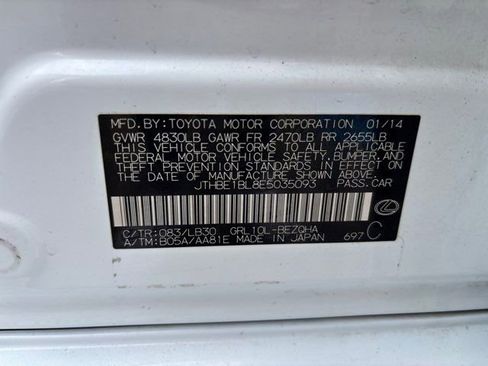 MFD.BY:TOYOTA MOTOR CORPORATION 01/14
GVWR 4830LB GAWR FR 2470LB RR 2655LB
THIS VEHICLE CONFORMS TO ALL APPLICABLE
FEDERAL MOTOR VEHICLE SAFETY,BUMPER,AND
THEFT PREVENTION STANDARDS IN EFFECT ON
THE DATE OF MANUFACTURE SHOWN ABOVE.
JTHBE1BL8E5035093 PASS.CAR
C/TR:083/LB30 GRL10L-BEZQHA
A/TM:B05A/AA81E MADE IN JAPAN 697 C